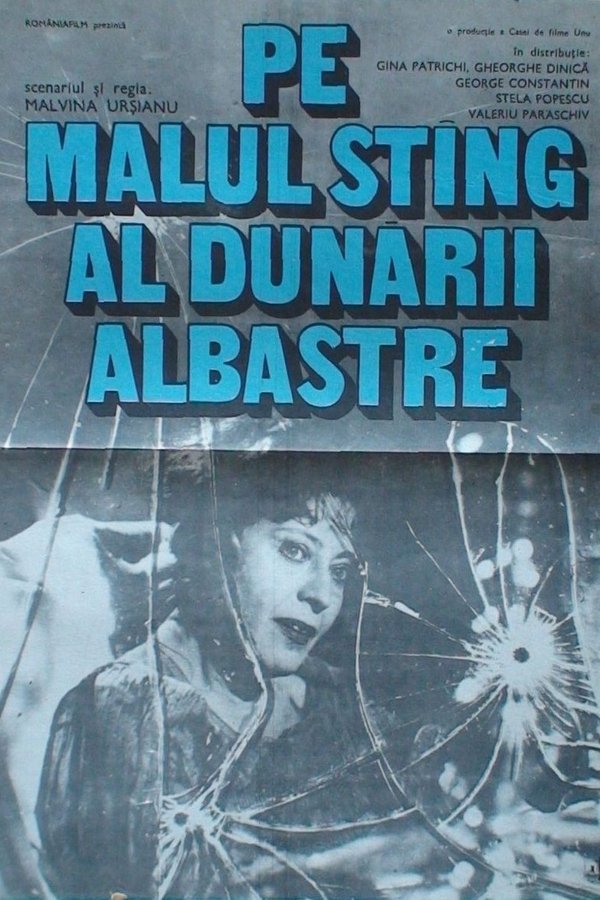 ROMÂNIAFILM prezintă
o producție a Casei de filme Unu
scenariul și regia.
MALVINA URȘIANU
în distribuție:
GINA PATRICHI, GHEORGHE DINICĂ
GEORGE CONSTANTIN
STELA POPESCU
VALERIU PARASCHIV
PE
MALUL STÎNG
AL DUNĂRII
ALBASTRE